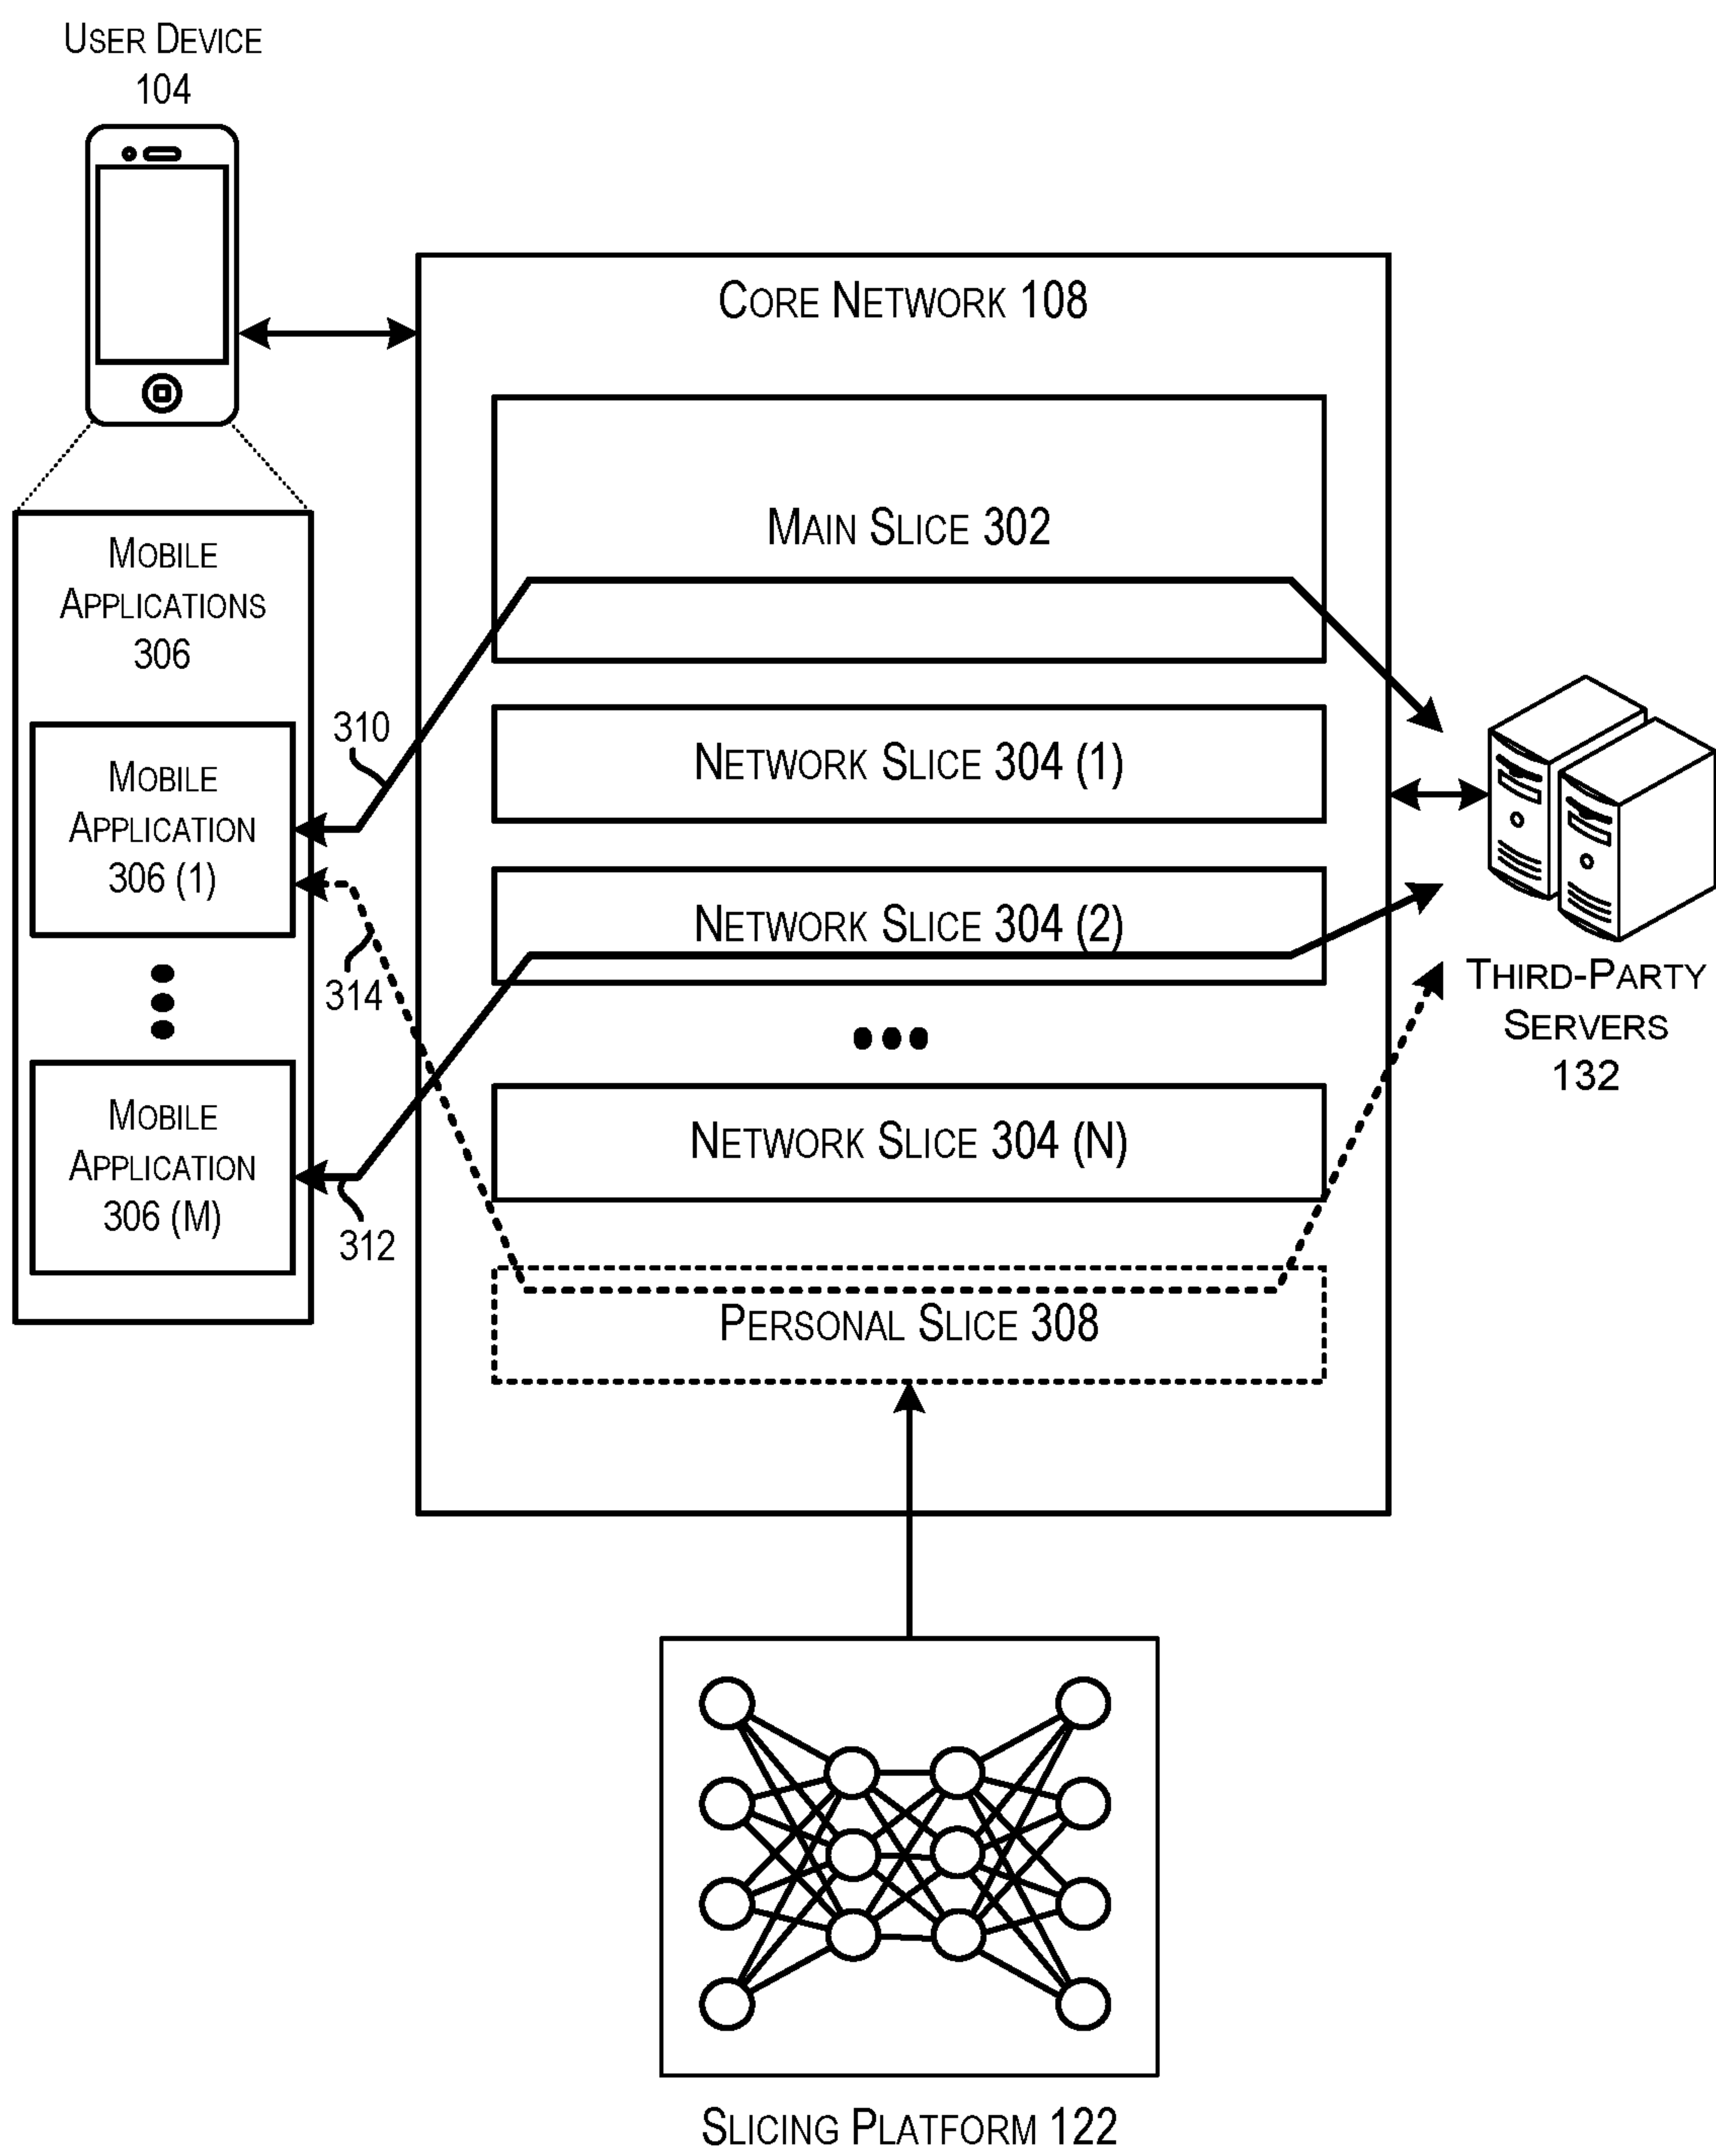 USER DEVICE
104
CORE NETWORK 108
MAIN SLICE 302
MOBILE
APPLICATIONS
306
310
NETWORK SLICE 304 (1)
MOBILE
APPLICATION
306 (1)
NETWORK SLICE 304 (2)
314
THIRD-PARTY
SERVERS
132
MOBILE
APPLICATION
306 (M)
NETWORK SLICE 304 (N)
312
PERSONAL SLICE 308
SLICING PLATFORM 122